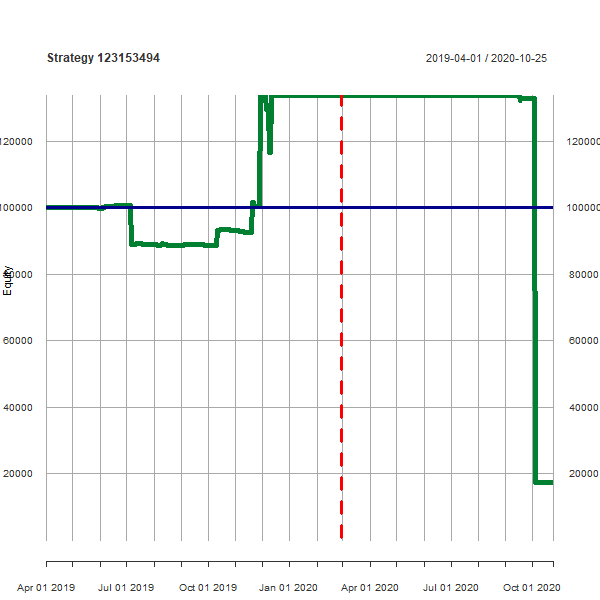 Strategy 123153494
2019-04-01 / 2020-10-25
120000
120000
100000
100000
80000
80000
Equity
60000
60000
40000
40000
20000
20000
Apr 01 2019
Jul 01 2019
Oct 01 2019
Jan 01 2020
Apr 01 2020
Jul 01 2020
Oct 01 2020